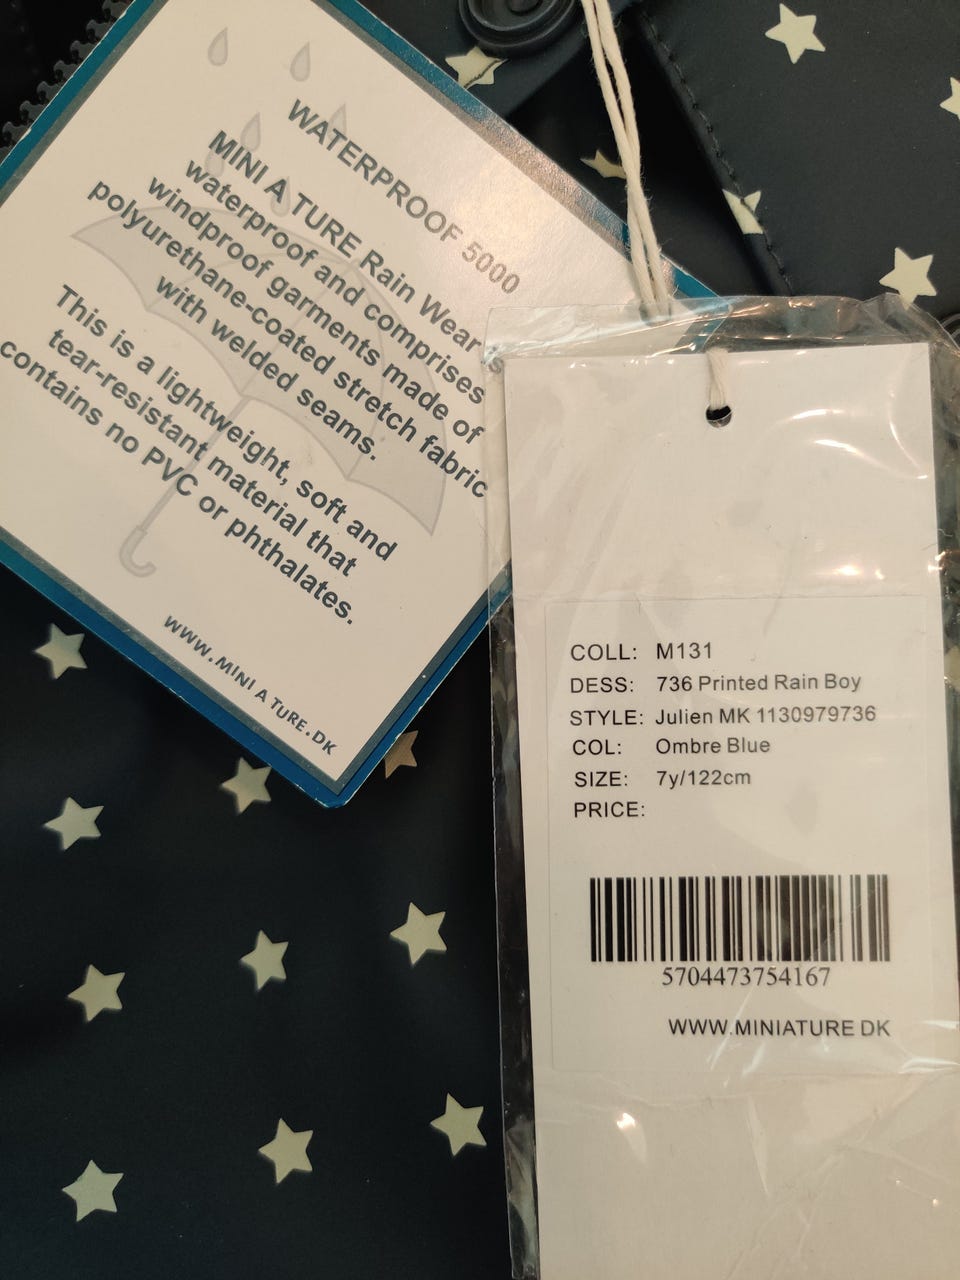 WATERPROOF 5000
MINI A TURE Rain Wear
waterproof and comprises
windproof garments made of
polyurethane-coated stretch fabric
with welded seams.
This is a lightweight, soft and
tear-resistant material that
contains no PVC or phthalates.
WWW.MINI A TURE.DK
COLL: M131
DESS: 736 Printed Rain Boy
STYLE: Julien MK 1130979736
COL: Ombre Blue
SIZE: 7y/122cm
PRICE:
5704473754167
WWW.MINIATURE DK